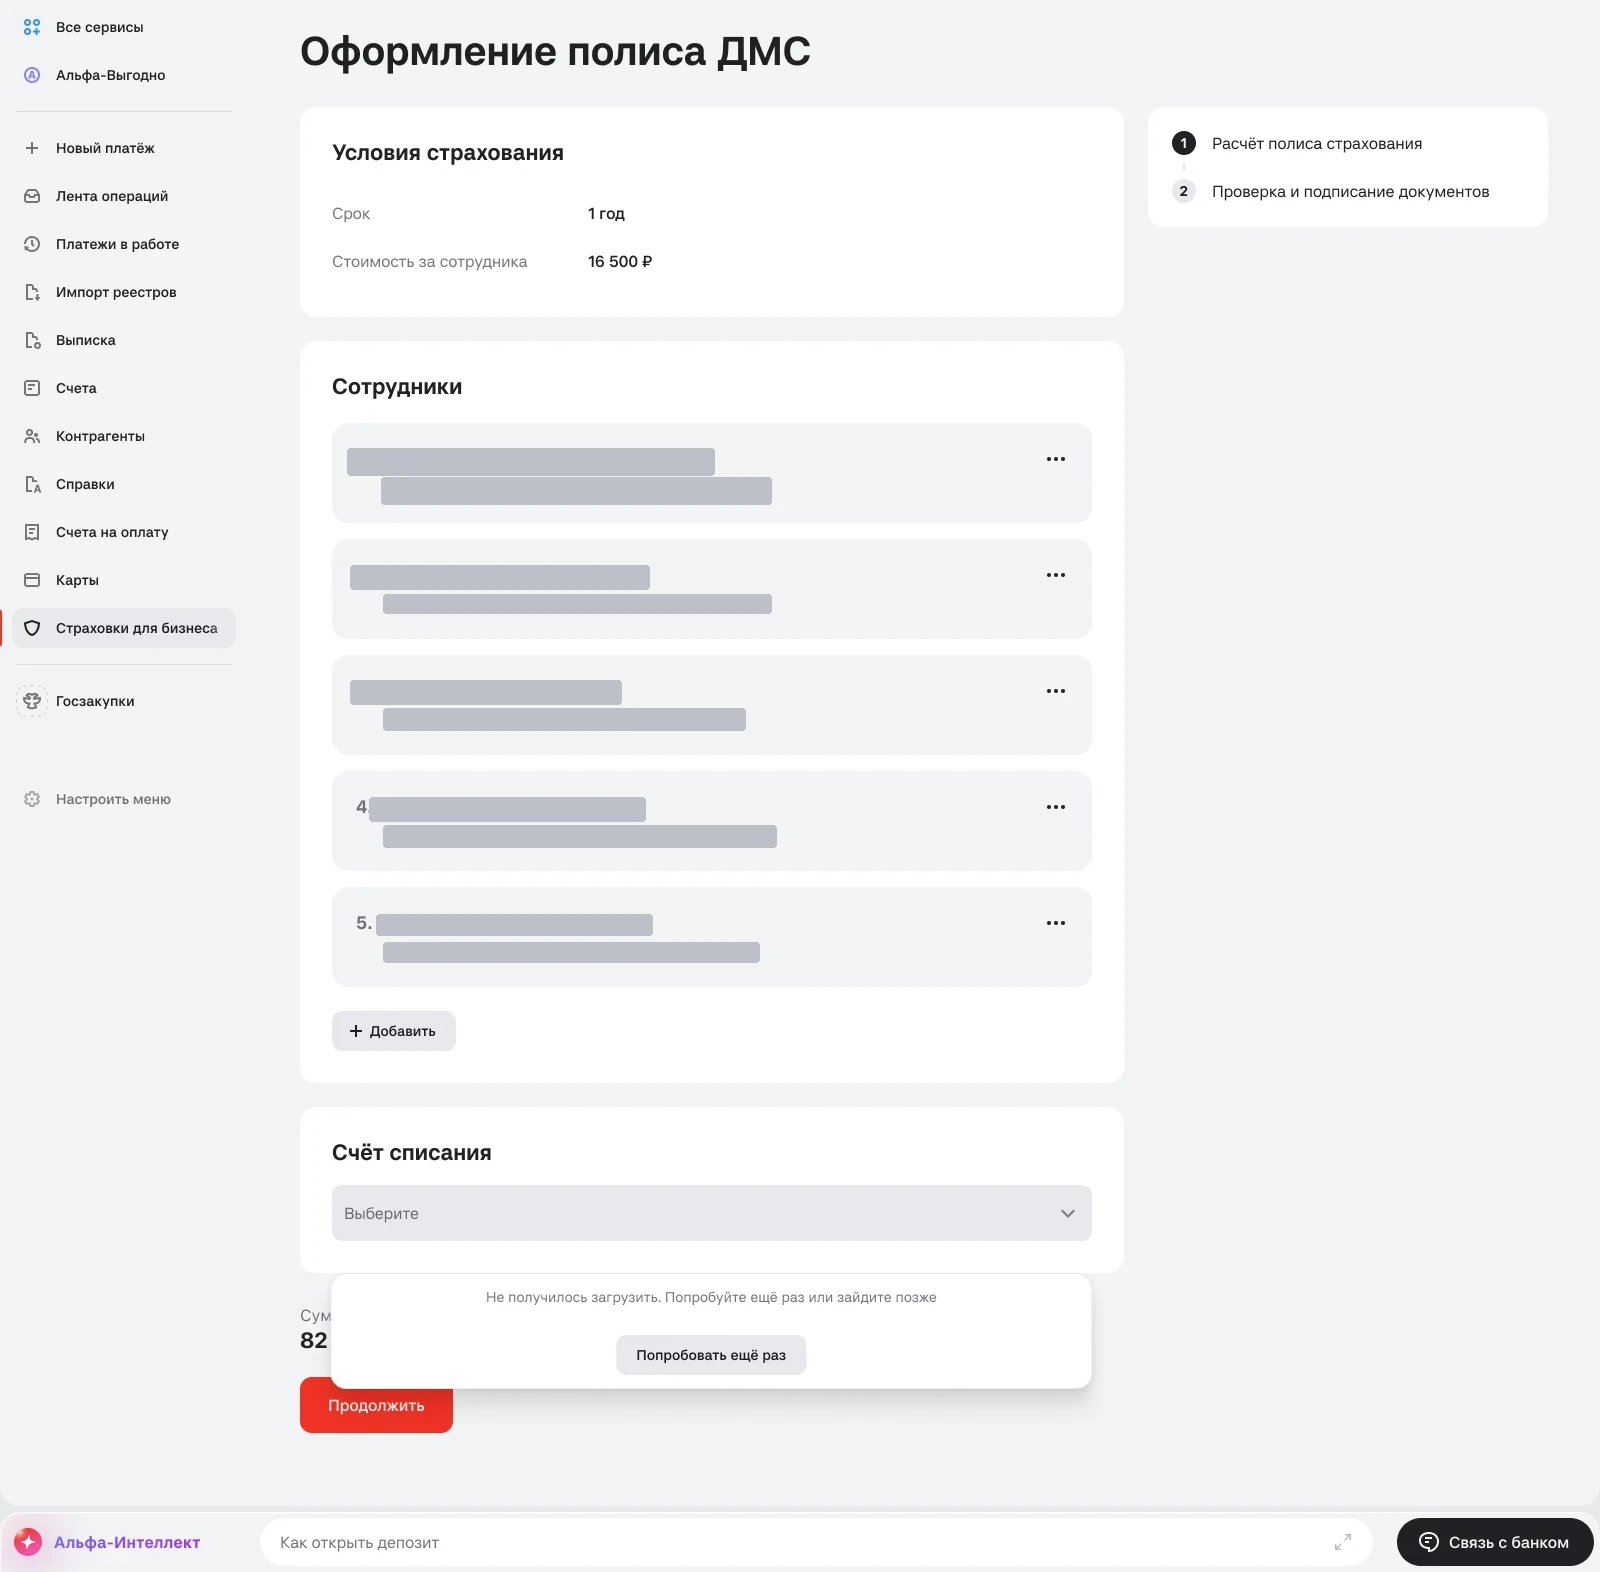 Все сервисы
Альфа-Выгодно
Новый платёж
Лента операций
Платежи в работе
Импорт реестров
Выписка
Счета
Контрагенты
Справки
Счета на оплату
Карты
Страховки для бизнеса
Госзакупки
Настроить меню
Оформление полиса ДМС
Условия страхования
Срок 1 год
Стоимость за сотрудника 16 500 ₽
Сотрудники
4.
5.
Добавить
Счёт списания
Выберите
Не получилось загрузить. Попробуйте ещё раз или зайдите позже
Попробовать ещё раз
Сум
82
Продолжить
1 Расчёт полиса страхования
2 Проверка и подписание документов
Альфа-Интеллект
Как открыть депозит
Связь с банком